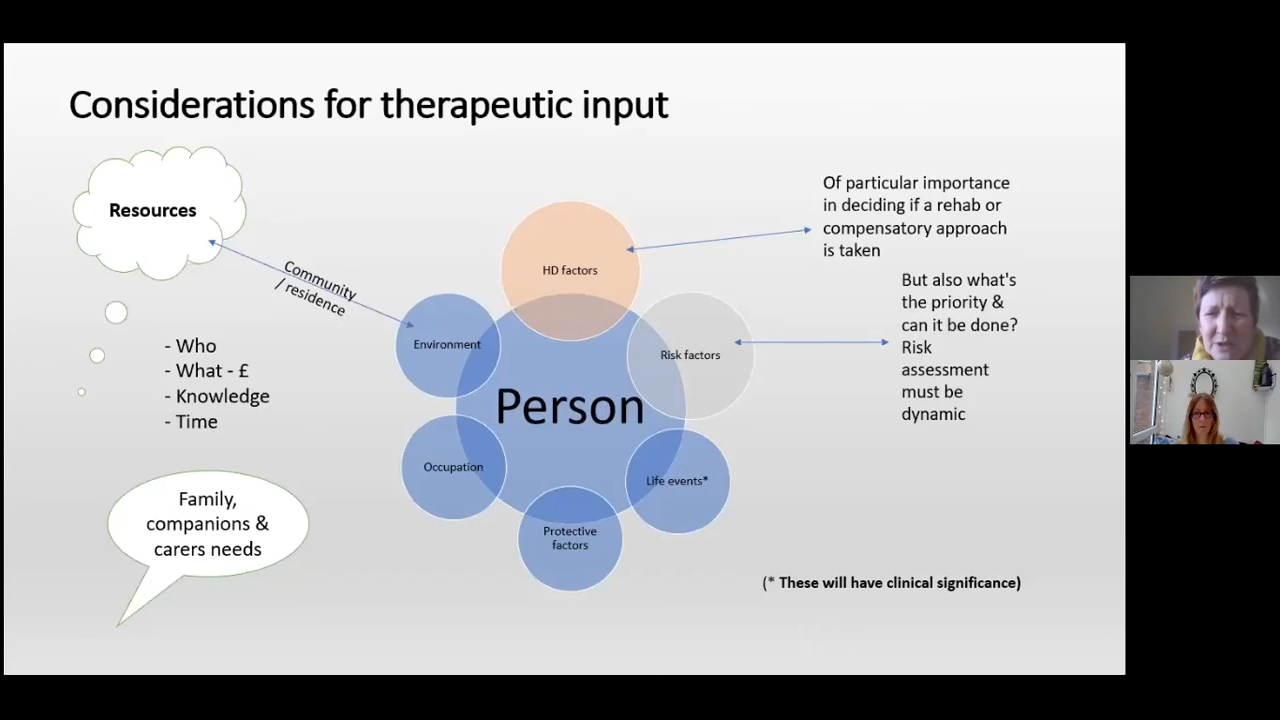 Considerations for therapeutic input
Resources
Community
/ residence
- Who
- What - £
- Knowledge
- Time
Family,
companions &
carers needs
HD factors
Environment
Risk factors
Person
Occupation
Life events*
Protective
factors
Of particular importance
in deciding if a rehab or
compensatory approach
is taken
But also what's
the priority &
can it be done?
Risk
assessment
must be
dynamic
(* These will have clinical significance)